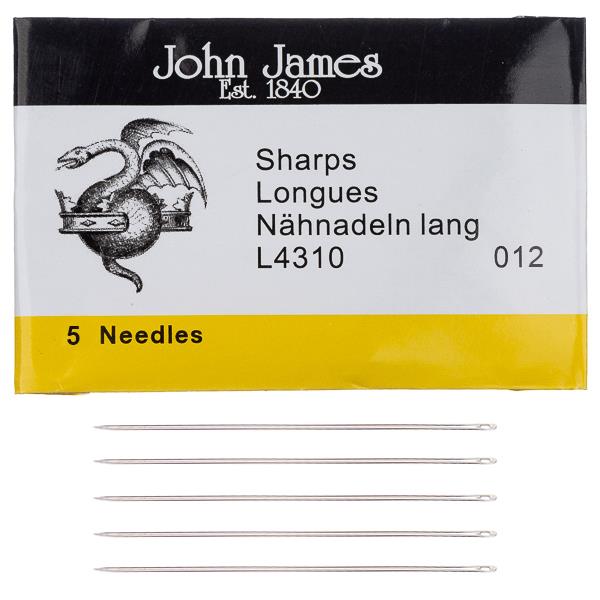 John James
Est. 1840
Sharps
Longues
Nähnadeln lang
L4310 012
5 Needles